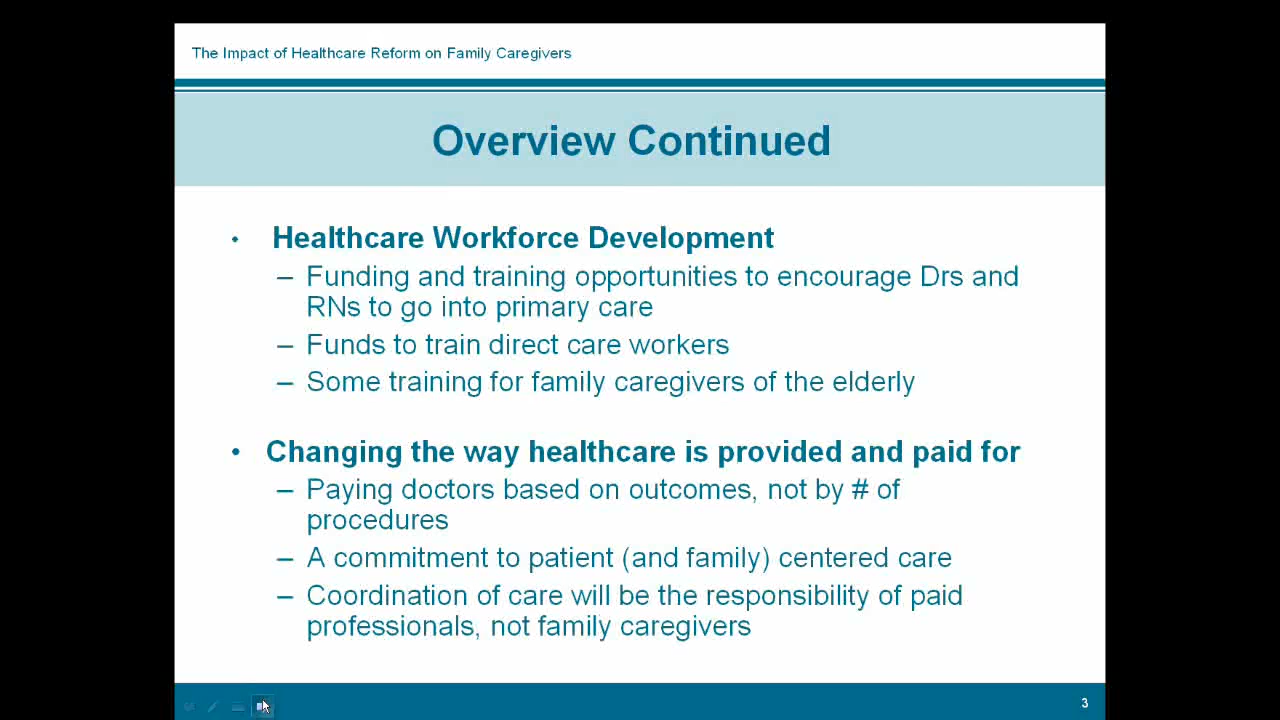 The Impact of Healthcare Reform on Family Caregivers
Overview Continued
• Healthcare Workforce Development
– Funding and training opportunities to encourage Drs and
RNs to go into primary care
– Funds to train direct care workers
– Some training for family caregivers of the elderly
• Changing the way healthcare is provided and paid for
– Paying doctors based on outcomes, not by # of
procedures
– A commitment to patient (and family) centered care
– Coordination of care will be the responsibility of paid
professionals, not family caregivers
3